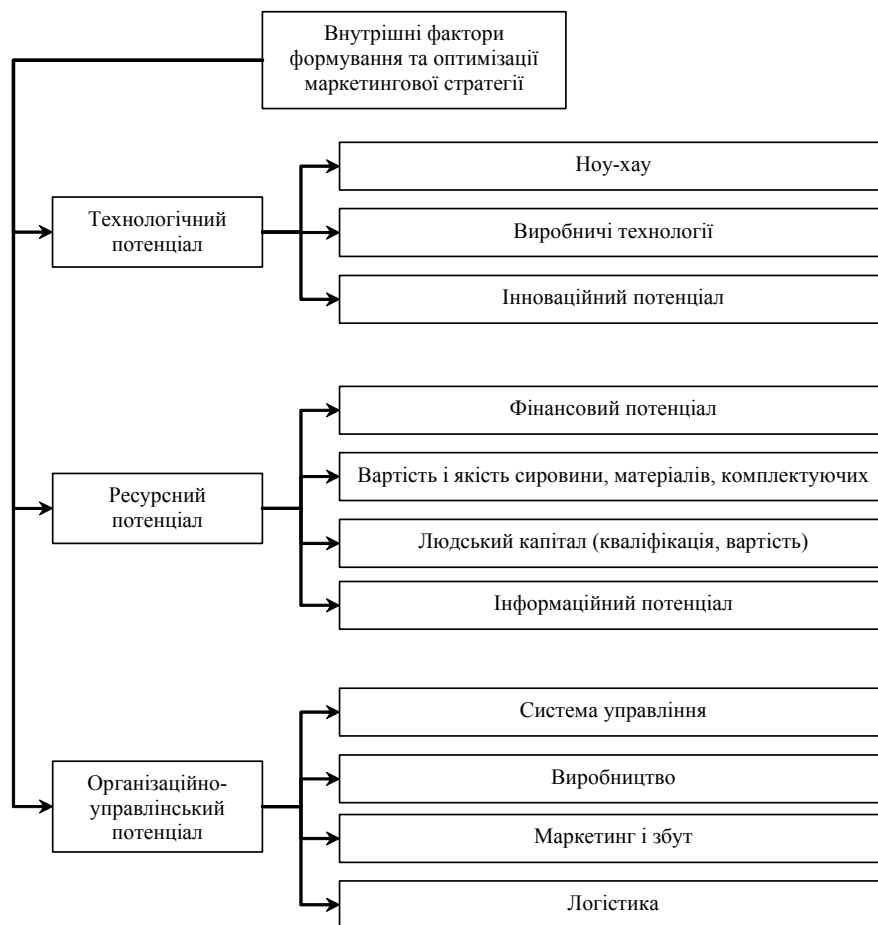 Внутрішні фактори
формування та оптимізації
маркетингової стратегії
Технологічний
потенціал
Ноу-хау
Виробничі технології
Інноваційний потенціал
Ресурсний
потенціал
Фінансовий потенціал
Вартість і якість сировини, матеріалів, комплектуючих
Людський капітал (кваліфікація, вартість)
Інформаційний потенціал
Організаційно-
управлінський
потенціал
Система управління
Виробництво
Маркетинг і збут
Логістика